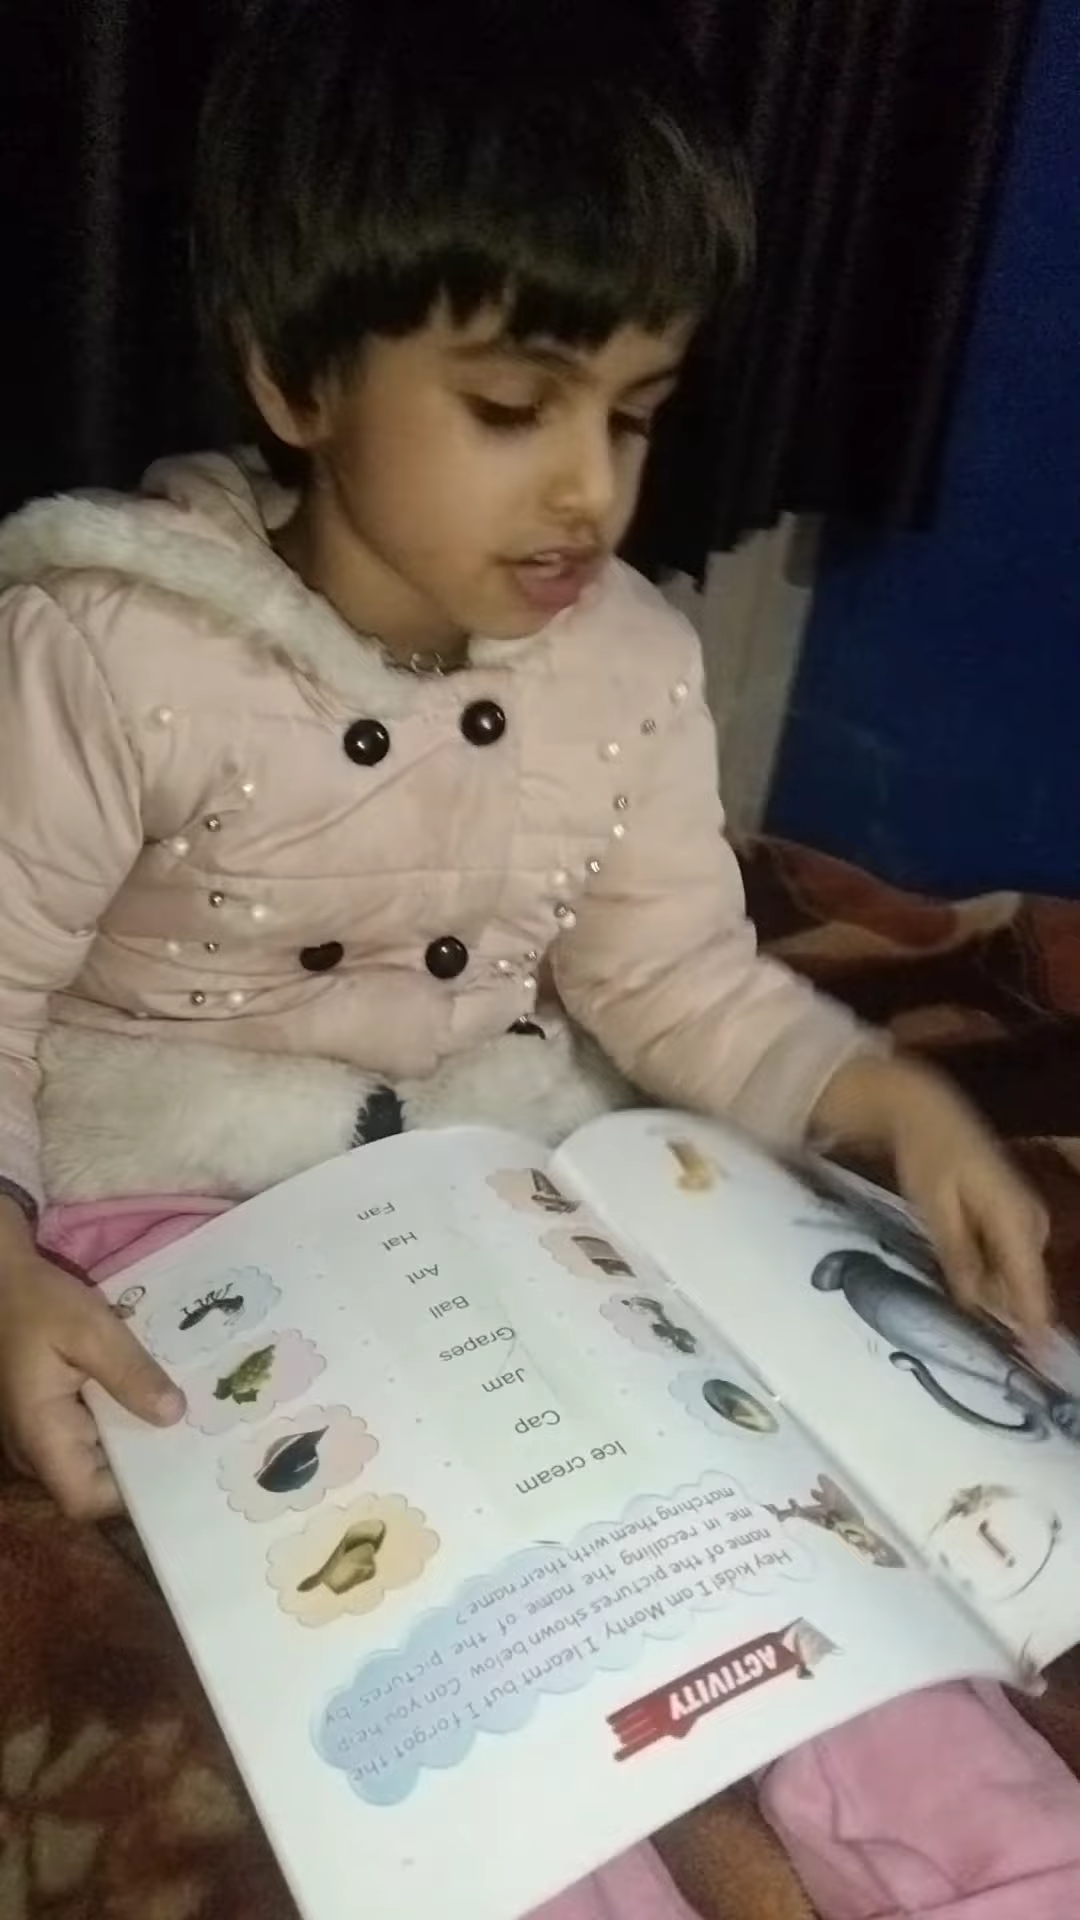 ACTIVITY
Hey kids! I am Monty. I learnt but I forgot the
name of the pictures shown below. Can you help
me in recalling the name of the pictures by
matching them with their name?
Ice cream
Cap
Jam
Grapes
Ball
Ant
Hat
Fan